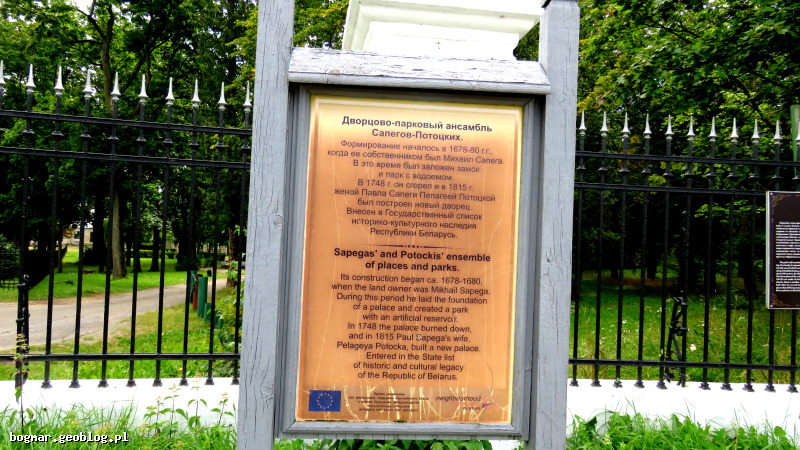 Дворцово-парковый ансамбль
Сапегов-Потоцких.
Формирование началось в 1678-80 г.г.,
когда ее собственником был Михаил Сапега.
В это время был заложен замок
и парк с водоемом.
В 1748 г. он сгорел и в 1815 г.
женой Павла Сапеги Пелагеей Потоцкой
был построен новый дворец.
Внесен в Государственный список
историко-культурного наследия
Республики Беларусь.
Sapegas' and Potockis' ensemble
of places and parks.
Its construction began ca. 1678-1680,
when the land owner was Mikhail Sapega.
During this period he laid the foundation
of a palace and created a park
with an artificial reservoir.
In 1748 the palace burned down,
and in 1815 Paul Sapega's wife,
Pelageya Potocka, built a new palace.
Entered in the State list
of historic and cultural legacy
of the Republic of Belarus.
neighbourhood
bogmar.geoblog.pl